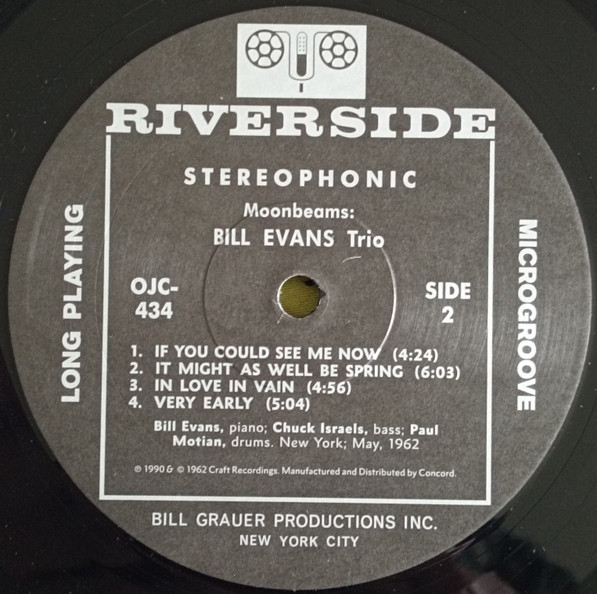 RIVERSIDE
STEREOPHONIC
Moonbeams:
BILL EVANS Trio
LONG PLAYING
OJC-
434
SIDE
2
MICROGROOVE
1. IF YOU COULD SEE ME NOW (4:24)
2. IT MIGHT AS WELL BE SPRING (6:03)
3. IN LOVE IN VAIN (4:56)
4. VERY EARLY (5:04)
Bill Evans, piano; Chuck Israels, bass; Paul
Motian, drums. New York; May, 1962
℗ 1990 & © 1962 Craft Recordings. Manufactured and Distributed by Concord.
BILL GRAUER PRODUCTIONS INC.
NEW YORK CITY